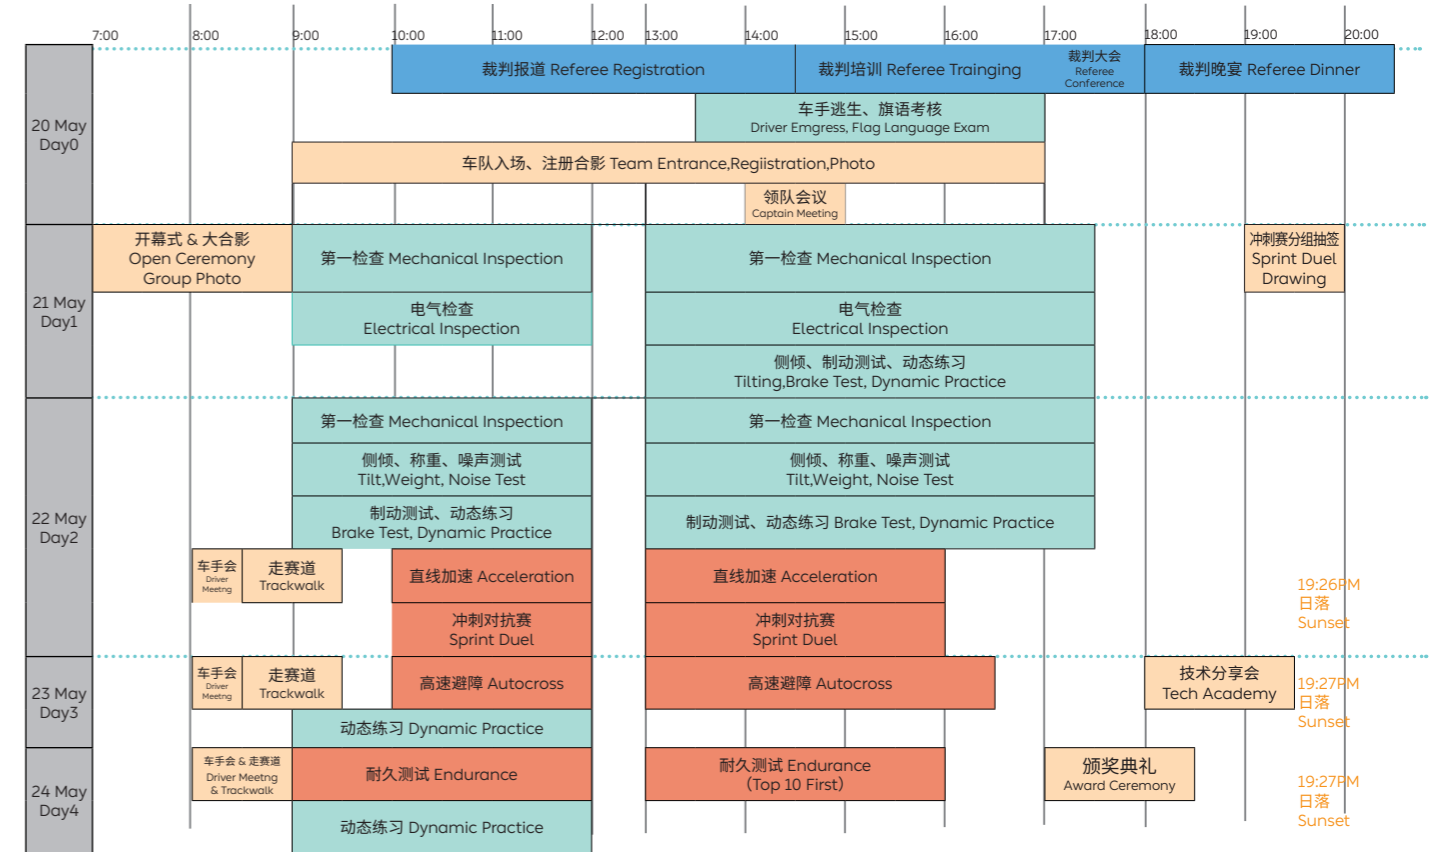 7:00 8:00 9:00 10:00 11:00 12:00 13:00 14:00 15:00 16:00 17:00 18:00 19:00 20:00
20 May
Day0
裁判报道 Referee Registration
裁判培训 Referee Trainging
裁判大会
Referee
Conference
裁判晚宴 Referee Dinner
车手逃生、旗语考核
Driver Emgress, Flag Language Exam
车队入场、注册合影 Team Entrance,Regiistration,Photo
领队会议
Captain Meeting
21 May
Day1
开幕式 & 大合影
Open Ceremony
Group Photo
第一检查 Mechanical Inspection
第一检查 Mechanical Inspection
冲刺赛分组抽签
Sprint Duel
Drawing
电气检查
Electrical Inspection
电气检查
Electrical Inspection
侧倾、制动测试、动态练习
Tilting,Brake Test, Dynamic Practice
22 May
Day2
第一检查 Mechanical Inspection
第一检查 Mechanical Inspection
侧倾、称重、噪声测试
Tilt,Weight, Noise Test
侧倾、称重、噪声测试
Tilt,Weight, Noise Test
制动测试、动态练习
Brake Test, Dynamic Practice
制动测试、动态练习 Brake Test, Dynamic Practice
车手会
Driver
Meetng
走赛道
Trackwalk
直线加速 Acceleration
直线加速 Acceleration
19:26PM
日落
Sunset
冲刺对抗赛
Sprint Duel
冲刺对抗赛
Sprint Duel
23 May
Day3
车手会
Driver
Meetng
走赛道
Trackwalk
高速避障 Autocross
高速避障 Autocross
技术分享会
Tech Academy
19:27PM
日落
Sunset
动态练习 Dynamic Practice
24 May
Day4
车手会 & 走赛道
Driver Meetng
& Trackwalk
耐久测试 Endurance
耐久测试 Endurance
（Top 10 First）
颁奖典礼
Award Ceremony
19:27PM
日落
Sunset
动态练习 Dynamic Practice